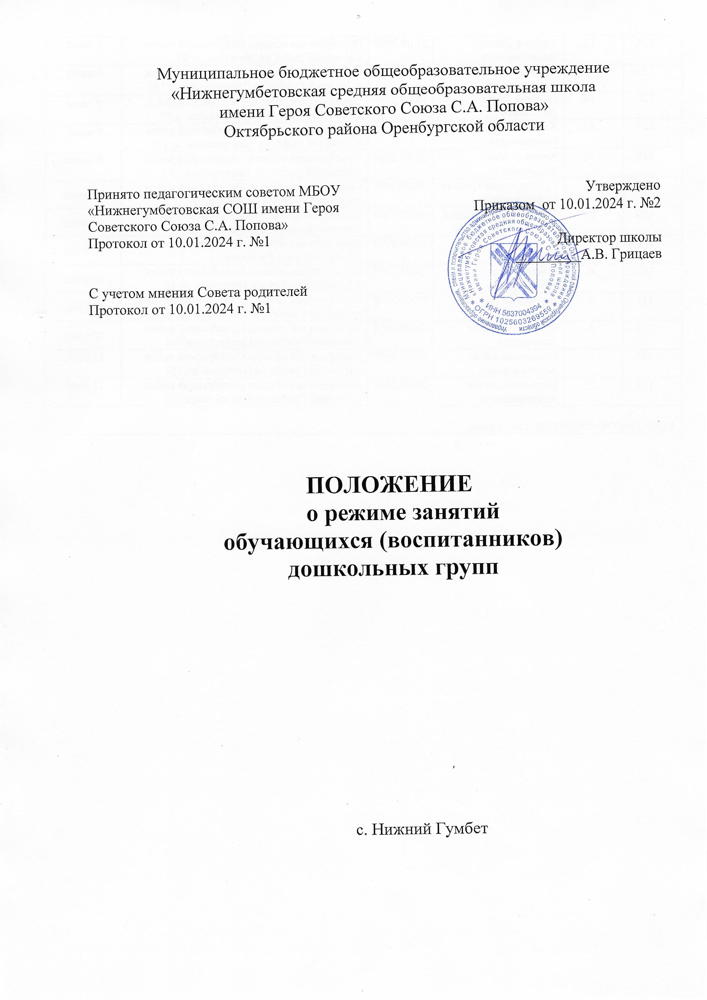 Муниципальное бюджетное общеобразовательное учреждение
«Нижнегумбетовская средняя общеобразовательная школа
имени Героя Советского Союза С.А. Попова»
Октябрьского района Оренбургской области
Принято педагогическим советом МБОУ
«Нижнегумбетовская СОШ имени Героя
Советского Союза С.А. Попова»
Протокол от 10.01.2024 г. №1
С учетом мнения Совета родителей
Протокол от 10.01.2024 г. №1
Утверждено
Приказом от 10.01.2024 г. №2
Директор школы
А.В. Грицаев
Управление образования, опеки и попечительства администрации муниципального образования Октябрьский район Оренбургской области
Муниципальное бюджетное общеобразовательное учреждение
«Нижнегумбетовская средняя общеобразовательная школа
имени Героя Советского Союза С.А. Попова»
* ИНН 5637004394 *
* ОГРН 1025603269559 *
ПОЛОЖЕНИЕ
о режиме занятий
обучающихся (воспитанников)
дошкольных групп
с. Нижний Гумбет